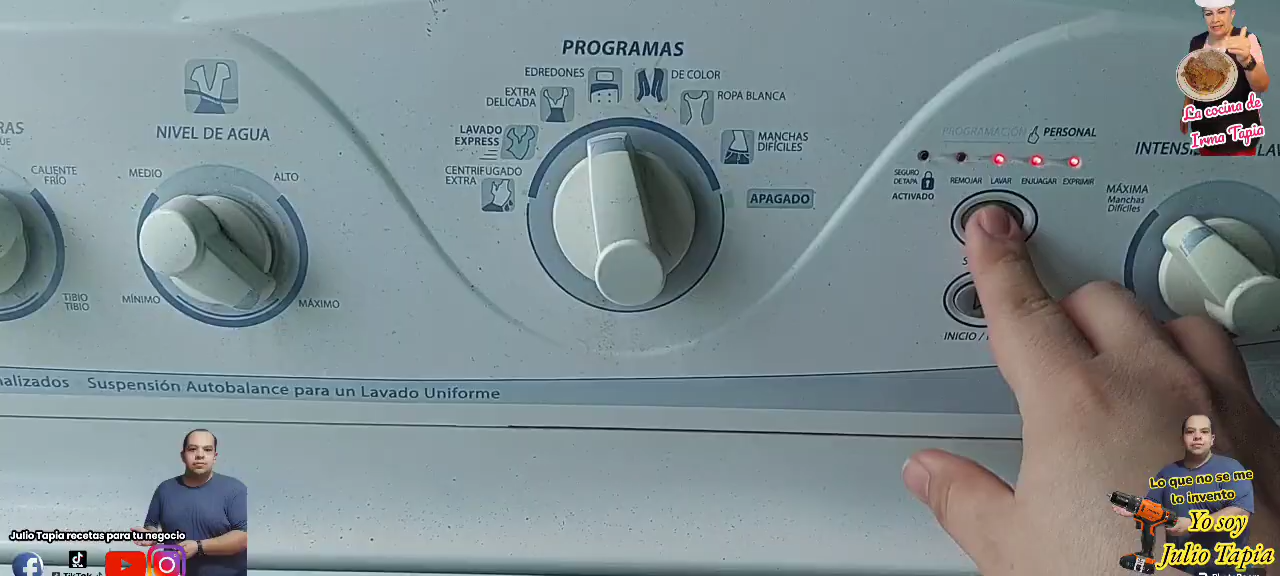 PROGRAMAS
EDREDONES
DE COLOR
EXTRA
DELICADA
ROPA BLANCA
LAVADO
EXPRESS
MANCHAS
DIFÍCILES
CENTRIFUGADO
EXTRA
APAGADO
NIVEL DE AGUA
MEDIO
ALTO
MÍNIMO
MÁXIMO
CALIENTE
FRÍO
TIBIO
TIBIO
PROGRAMACIÓN PERSONAL
SEGURO
DE TAPA
ACTIVADO
REMOJAR LAVAR ENJUAGAR EXPRIMIR
INICIO /
MÁXIMA
Manchas
Difíciles
Suspensión Autobalance para un Lavado Uniforme
La cocina de
Irma Tapia
Julio Tapia recetas para tu negocio
TikTok
Lo que no se me
lo invento
Yo soy
Julio Tapia